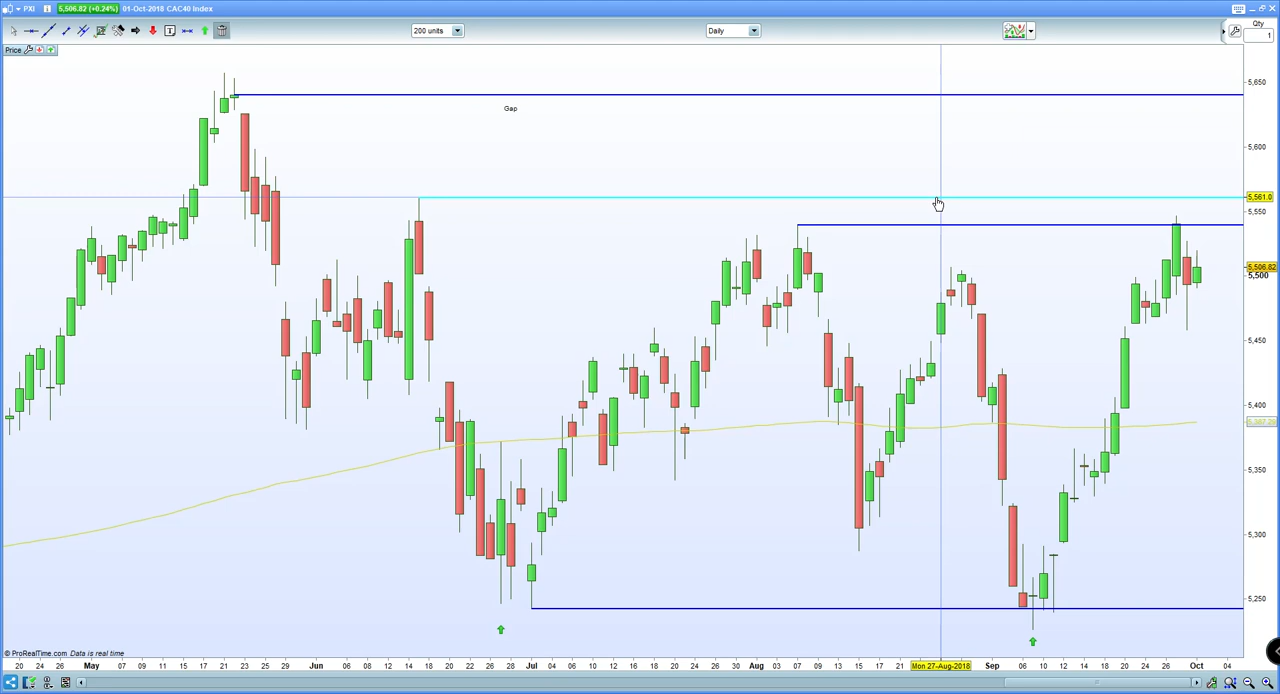 PXI 5,506.82 (+0.24%) 01-Oct-2018 CAC40 Index
200 units
Daily
Qty
1
Price
5,650
Gap
5,600
5,561.0
5,550
5,506.82
5,500
5,450
5,400
5,350
5,300
5,250
© ProRealTime.com Data is real time
20 24 26 May 07 09 11 15 17 21 23 25 29 Jun 06 08 12 14 18 20 22 26 28 Jul 04 06 10 12 16 18 20 24 26 30 Aug 07 09 13 15 17 21 Mon 27-Aug-2018 Sep 06 10 12 14 18 20 24 26 Oct 04